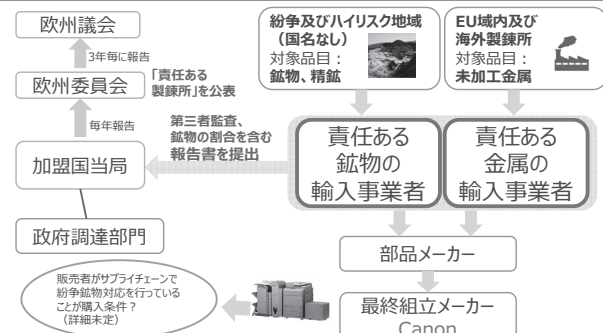 欧州議会
3年毎に報告
欧州委員会
「責任ある
製錬所」を公表
毎年報告
加盟国当局
第三者監査、
鉱物の割合を含む
報告書を提出
政府調達部門
販売者がサプライチェーンで
紛争鉱物対応を行っている
ことが購入条件？
（詳細未定）
紛争及びハイリスク地域
（国名なし）
対象品目：
鉱物、精鉱
EU域内及び
海外製錬所
対象品目：
未加工金属
責任ある
鉱物の
輸入事業者
責任ある
金属の
輸入事業者
部品メーカー
最終組立メーカー
Canon